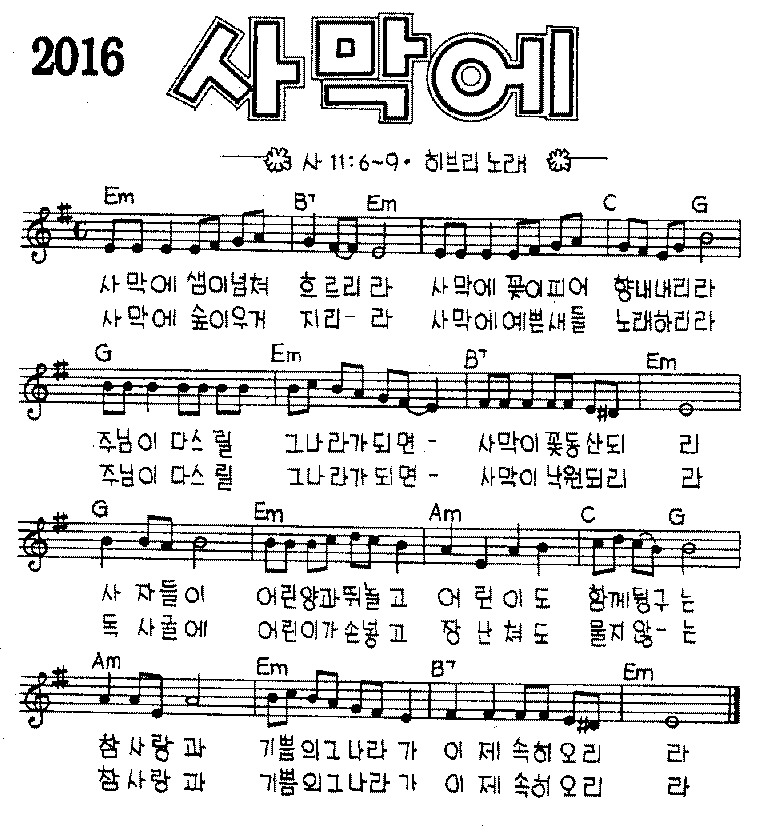 2016 사막에
사 11:6~9. 히브리 노래
Em B7 Em C G
사막에 샘이넘쳐 흐르리라 사막에 꽃이피어 향내내리라
사막에 숲이우거 지리-라 사막에예쁜새들 노래하리라
G Em B7 Em
주님이 다스릴 그나라가되면- 사막이꽃동산되 리
주님이 다스릴 그나라가되면- 사막이낙원되리 라
G Em Am C G
사 자들이 어린양과뛰놀고 어 린 이 도 함께뒹구는
독 사굴에 어린이가손넣고 장 난 쳐 도 물지않-는
Am Em B7 Em
참 사랑 과 기쁨의그나라 가 이 제 속히오리 라
참 사랑 과 기쁨의그나라 가 이 제 속히오리 라